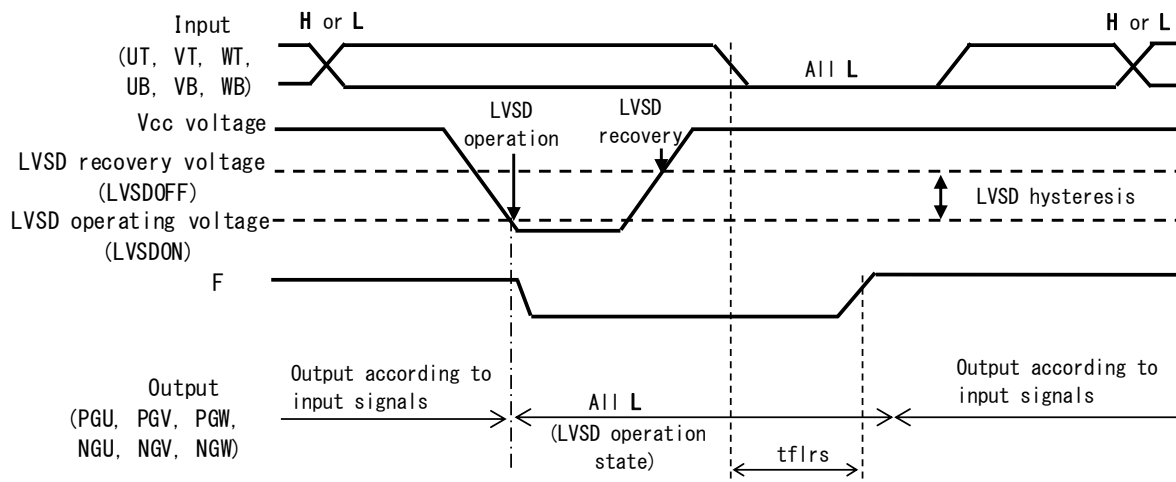 Input
(UT, VT, WT,
UB, VB, WB)
H or L
All L
H or L
Vcc voltage
LVSD
operation
LVSD
recovery
LVSD recovery voltage
(LVSDOFF)
LVSD hysteresis
LVSD operating voltage
(LVSDON)
F
Output
(PGU, PGV, PGW,
NGU, NGV, NGW)
Output according to
input signals
All L
(LVSD operation
state)
tflrs
Output according to
input signals